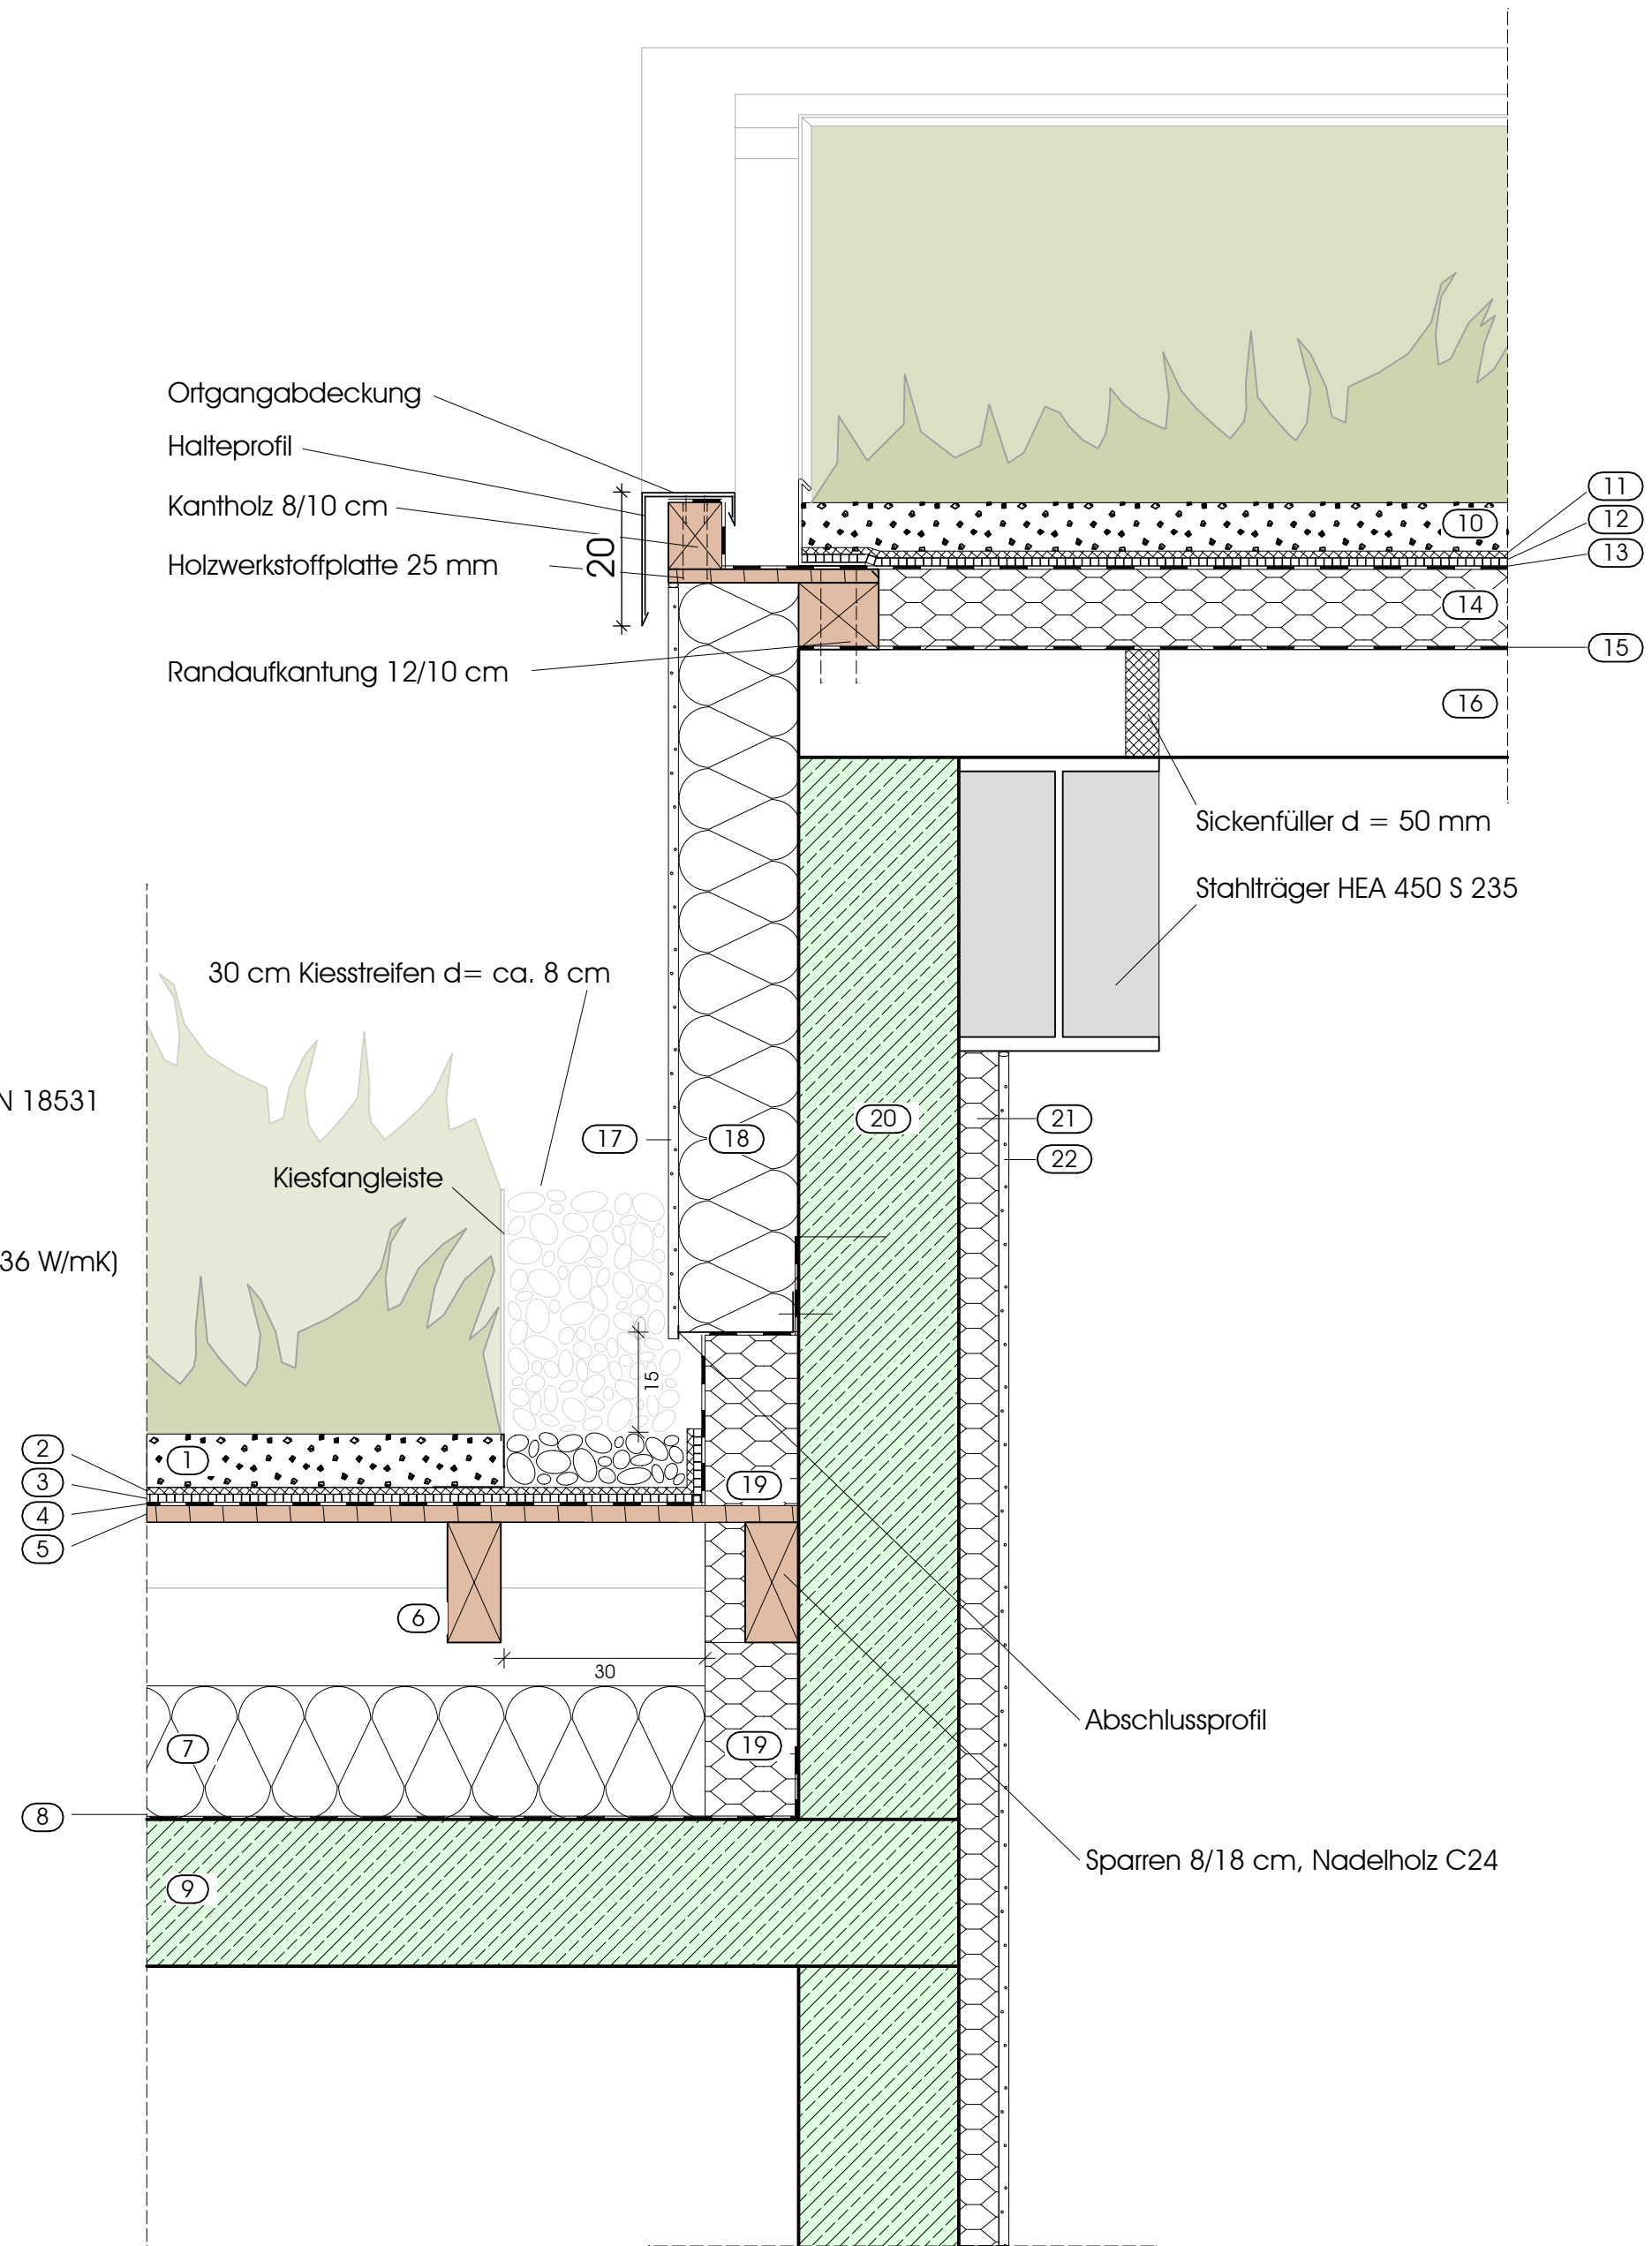 Ortgangabdeckung
Halteprofil
Kantholz 8/10 cm
Holzwerkstoffplatte 25 mm
20
Randaufkantung 12/10 cm
11
10
12
13
14
15
16
Sickenfüller d = 50 mm
Stahlträger HEA 450 S 235
30 cm Kiesstreifen d= ca. 8 cm
N 18531
17
18
20
21
22
Kiesfangleiste
36 W/mK)
15
2
1
3
19
4
5
6
30
7
19
Abschlussprofil
8
Sparren 8/18 cm, Nadelholz C24
9